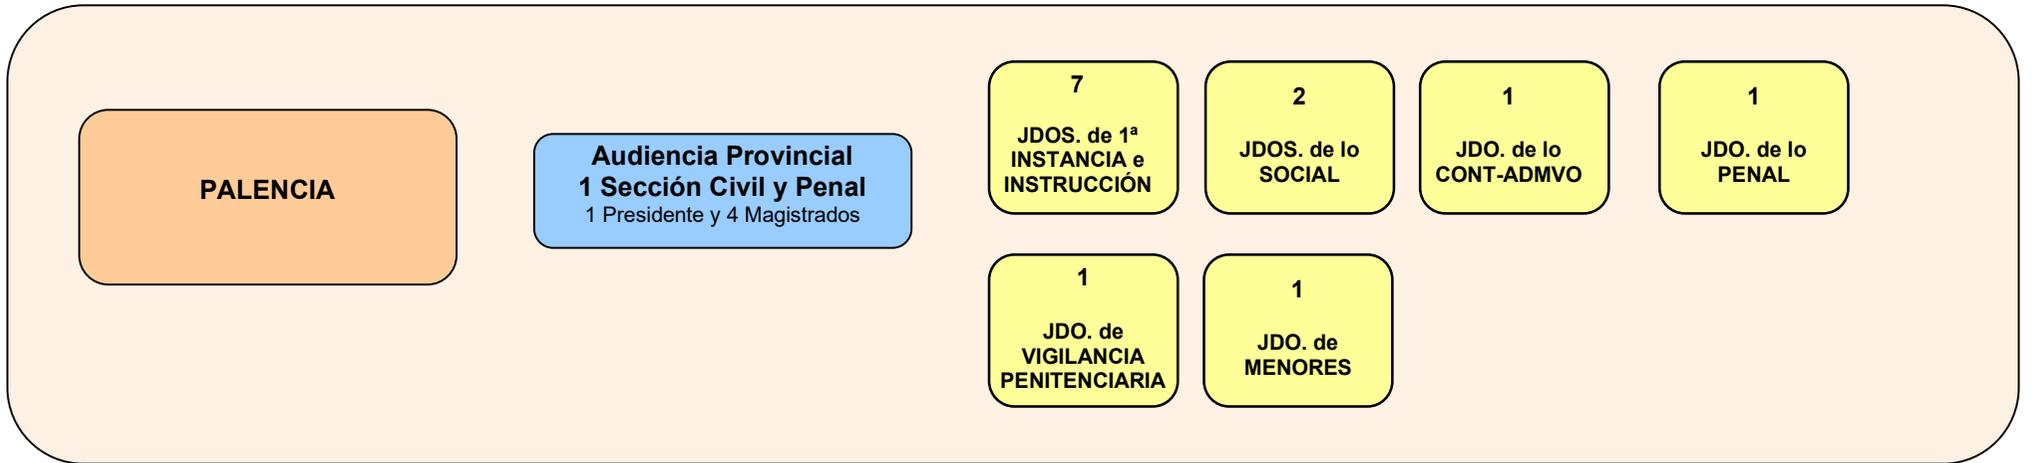 PALENCIA
Audiencia Provincial
1 Sección Civil y Penal
1 Presidente y 4 Magistrados
7
JDOS. de 1ª
INSTANCIA e
INSTRUCCIÓN
2
JDOS. de lo
SOCIAL
1
JDO. de lo
CONT-ADMVO
1
JDO. de lo
PENAL
1
JDO. de
VIGILANCIA
PENITENCIARIA
1
JDO. de
MENORES